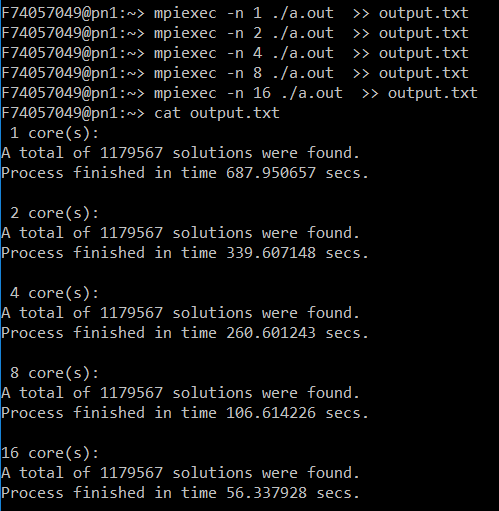 F74057049@pn1:~> mpiexec -n 1 ./a.out  >> output.txt
F74057049@pn1:~> mpiexec -n 2 ./a.out  >> output.txt
F74057049@pn1:~> mpiexec -n 4 ./a.out  >> output.txt
F74057049@pn1:~> mpiexec -n 8 ./a.out  >> output.txt
F74057049@pn1:~> mpiexec -n 16 ./a.out  >> output.txt
F74057049@pn1:~> cat output.txt
 1 core(s):
A total of 1179567 solutions were found.
Process finished in time 687.950657 secs.

 2 core(s):
A total of 1179567 solutions were found.
Process finished in time 339.607148 secs.

 4 core(s):
A total of 1179567 solutions were found.
Process finished in time 260.601243 secs.

 8 core(s):
A total of 1179567 solutions were found.
Process finished in time 106.614226 secs.

16 core(s):
A total of 1179567 solutions were found.
Process finished in time 56.337928 secs.